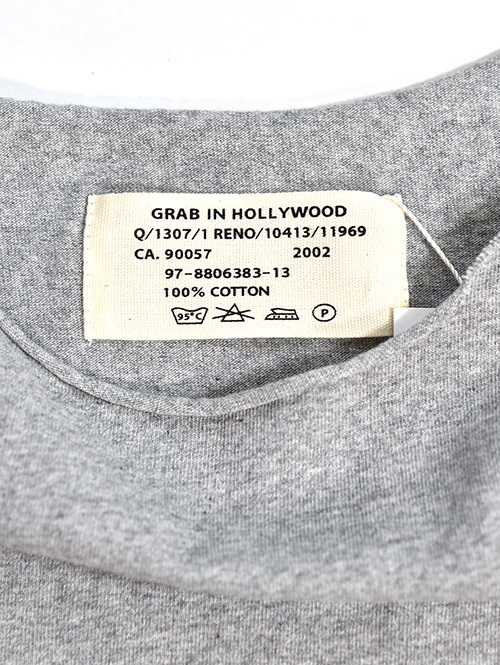 GRAB IN HOLLYWOOD
Q/1307/1 RENO/10413/11969
CA. 90057 2002
97-8806383-13
100% COTTON
95°C P